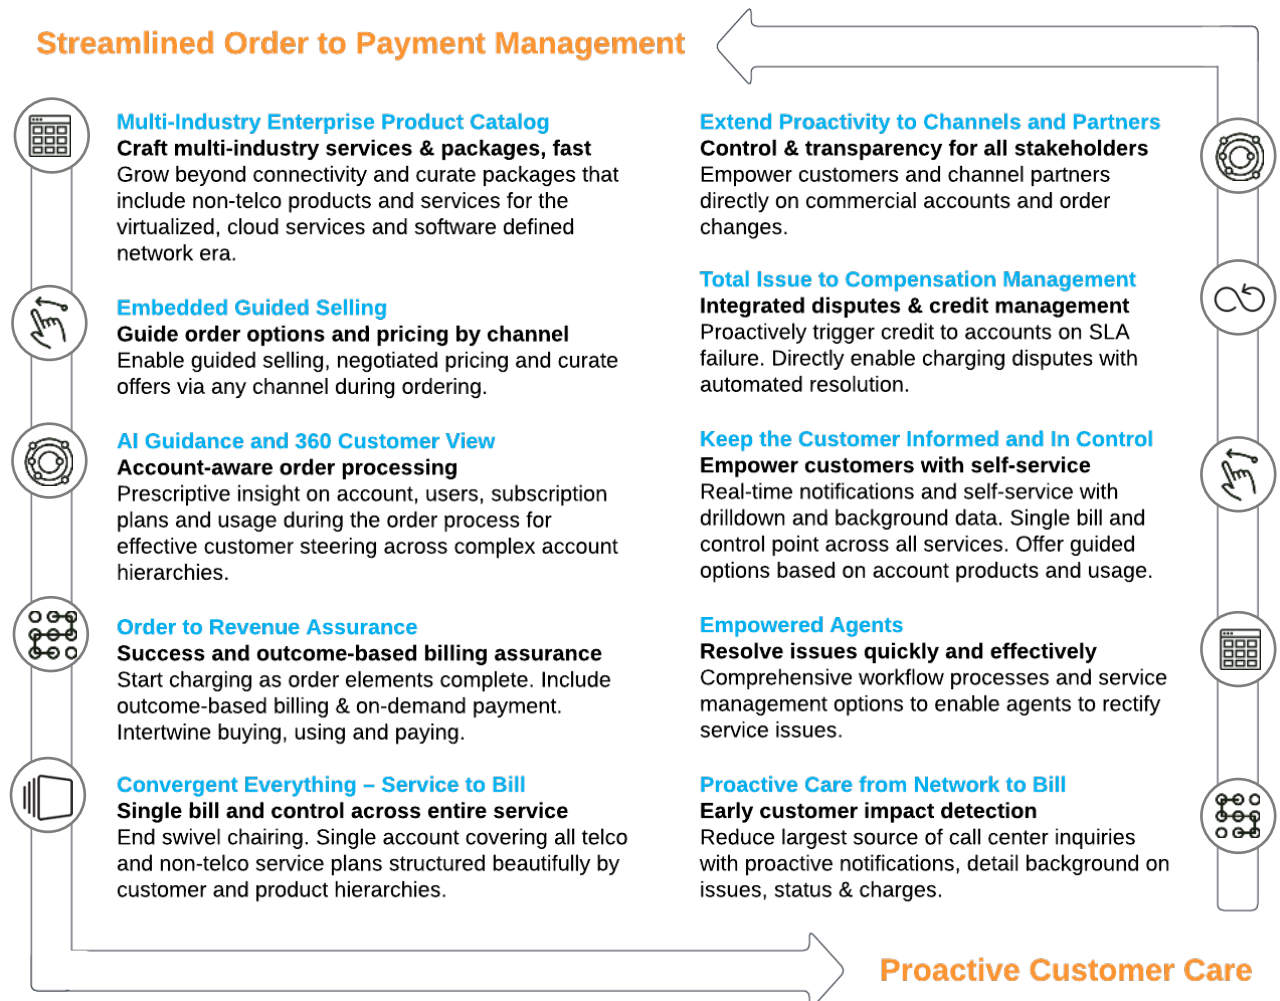 Streamlined Order to Payment Management
Multi-Industry Enterprise Product Catalog
Craft multi-industry services & packages, fast
Grow beyond connectivity and curate packages that
include non-telco products and services for the
virtualized, cloud services and software defined
network era.
Embedded Guided Selling
Guide order options and pricing by channel
Enable guided selling, negotiated pricing and curate
offers via any channel during ordering.
AI Guidance and 360 Customer View
Account-aware order processing
Prescriptive insight on account, users, subscription
plans and usage during the order process for
effective customer steering across complex account
hierarchies.
Order to Revenue Assurance
Success and outcome-based billing assurance
Start charging as order elements complete. Include
outcome-based billing & on-demand payment.
Intertwine buying, using and paying.
Convergent Everything – Service to Bill
Single bill and control across entire service
End swivel chairing. Single account covering all telco
and non-telco service plans structured beautifully by
customer and product hierarchies.
Extend Proactivity to Channels and Partners
Control & transparency for all stakeholders
Empower customers and channel partners
directly on commercial accounts and order
changes.
Total Issue to Compensation Management
Integrated disputes & credit management
Proactively trigger credit to accounts on SLA
failure. Directly enable charging disputes with
automated resolution.
Keep the Customer Informed and In Control
Empower customers with self-service
Real-time notifications and self-service with
drilldown and background data. Single bill and
control point across all services. Offer guided
options based on account products and usage.
Empowered Agents
Resolve issues quickly and effectively
Comprehensive workflow processes and service
management options to enable agents to rectify
service issues.
Proactive Care from Network to Bill
Early customer impact detection
Reduce largest source of call center inquiries
with proactive notifications, detail background on
issues, status & charges.
Proactive Customer Care